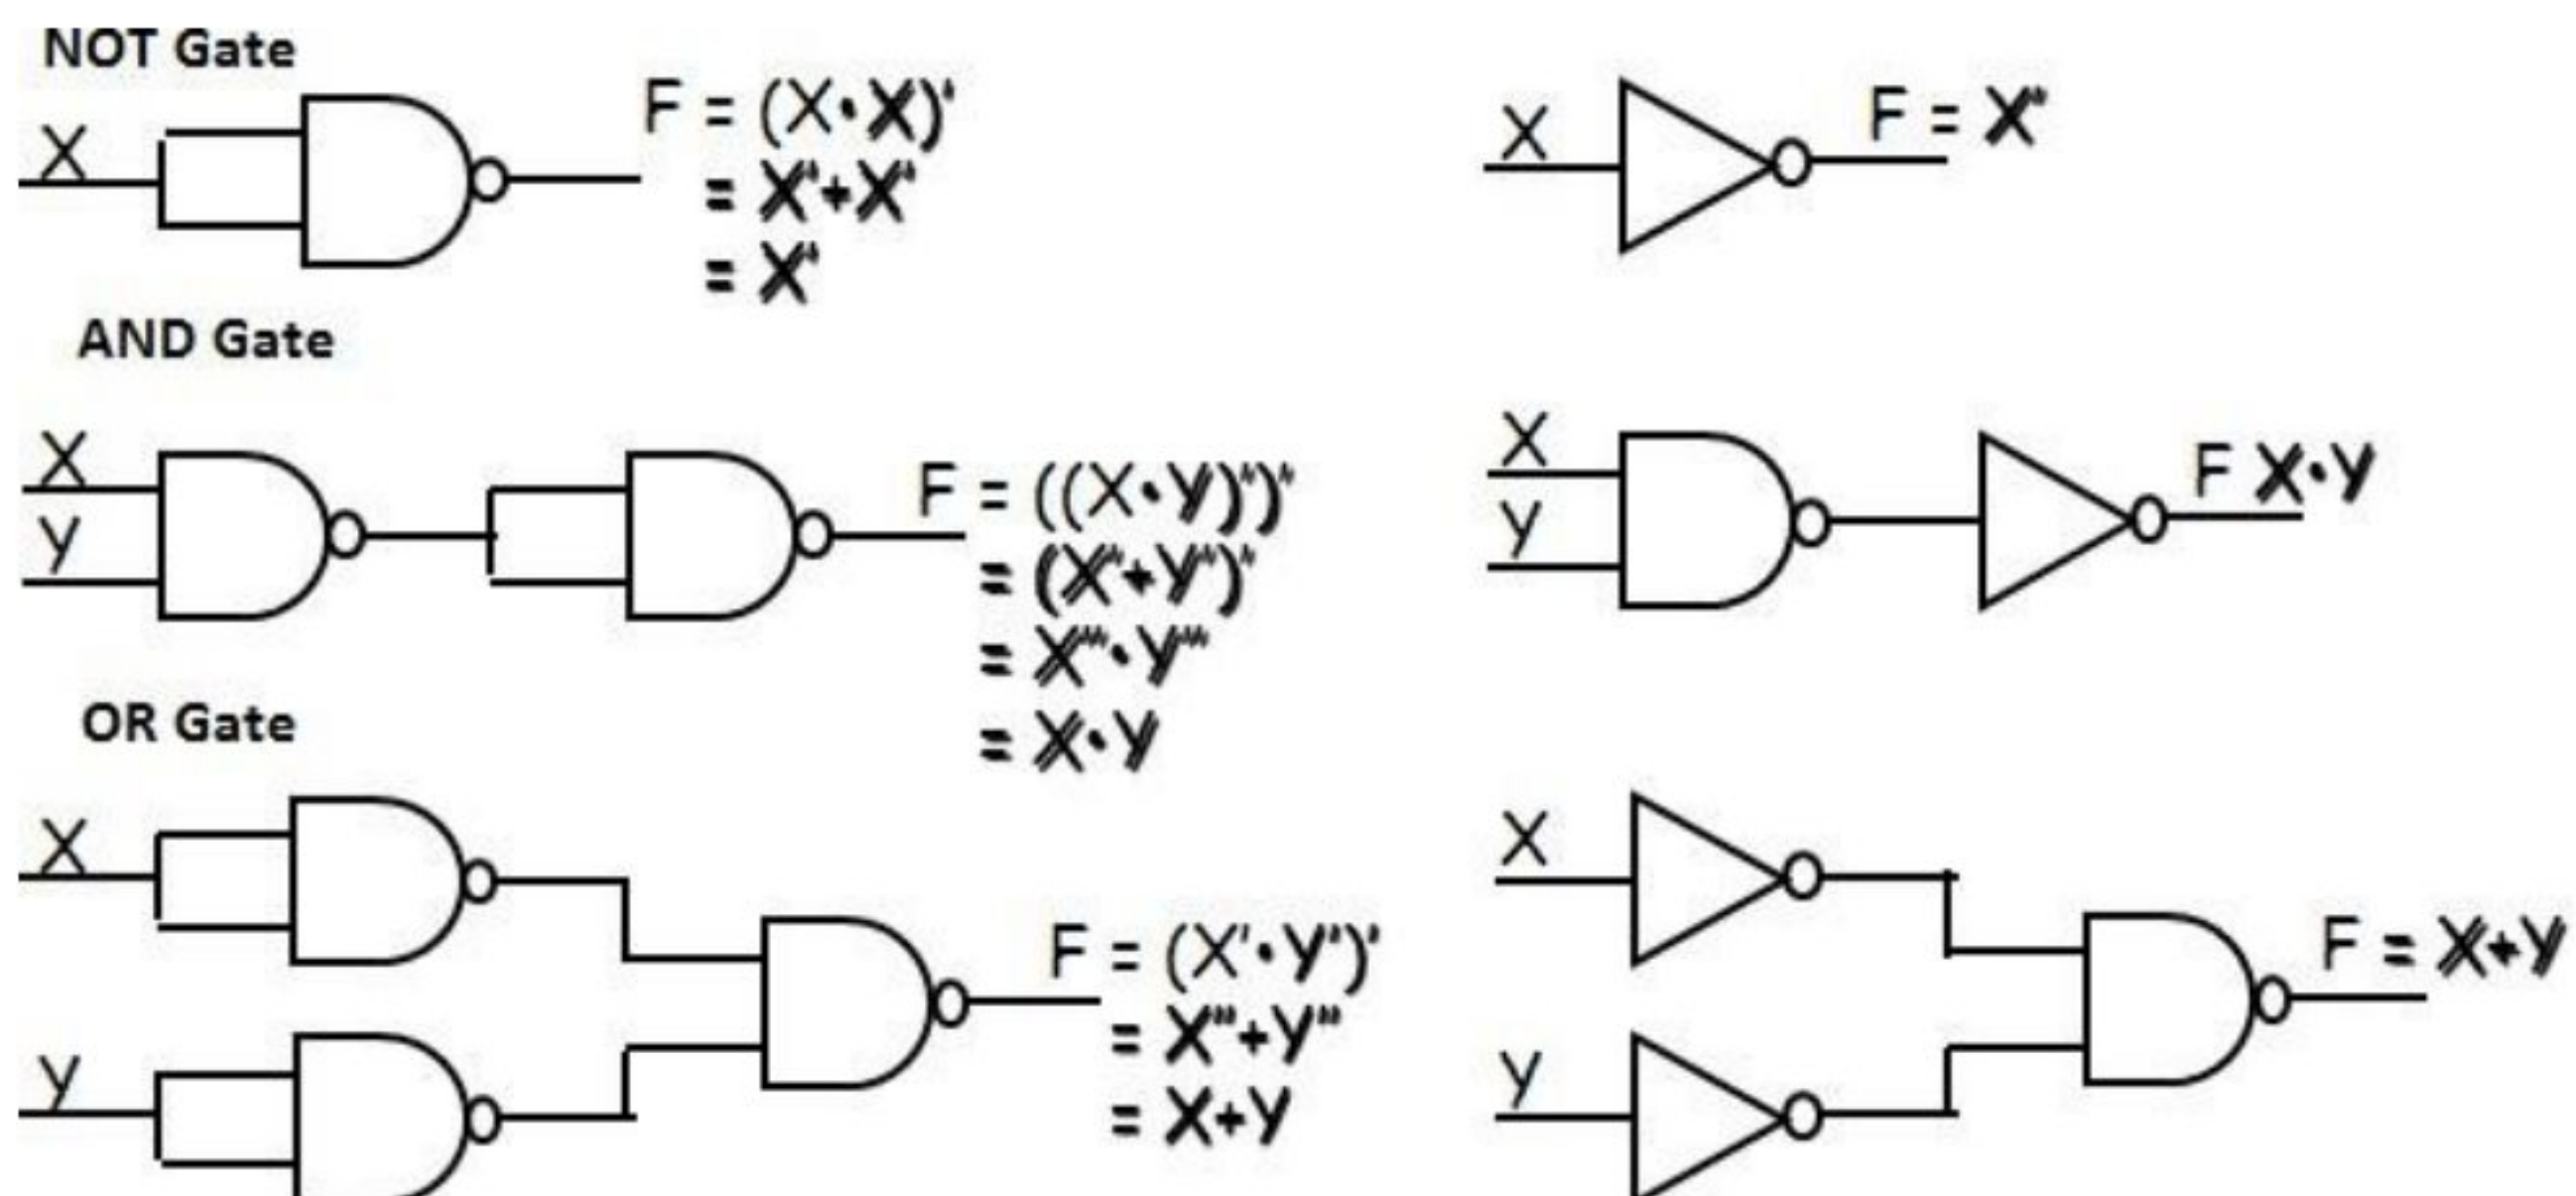 NOT Gate
X
F = (X•X)'
= X'+X'
= X'
X
F = X'
AND Gate
X
y
F = ((X•Y)')'
= (X'+Y')'
= X''•Y''
= X•Y
X
y
F X•Y
OR Gate
X
y
F = (X'•Y')'
= X''+Y''
= X+Y
X
y
F = X+Y